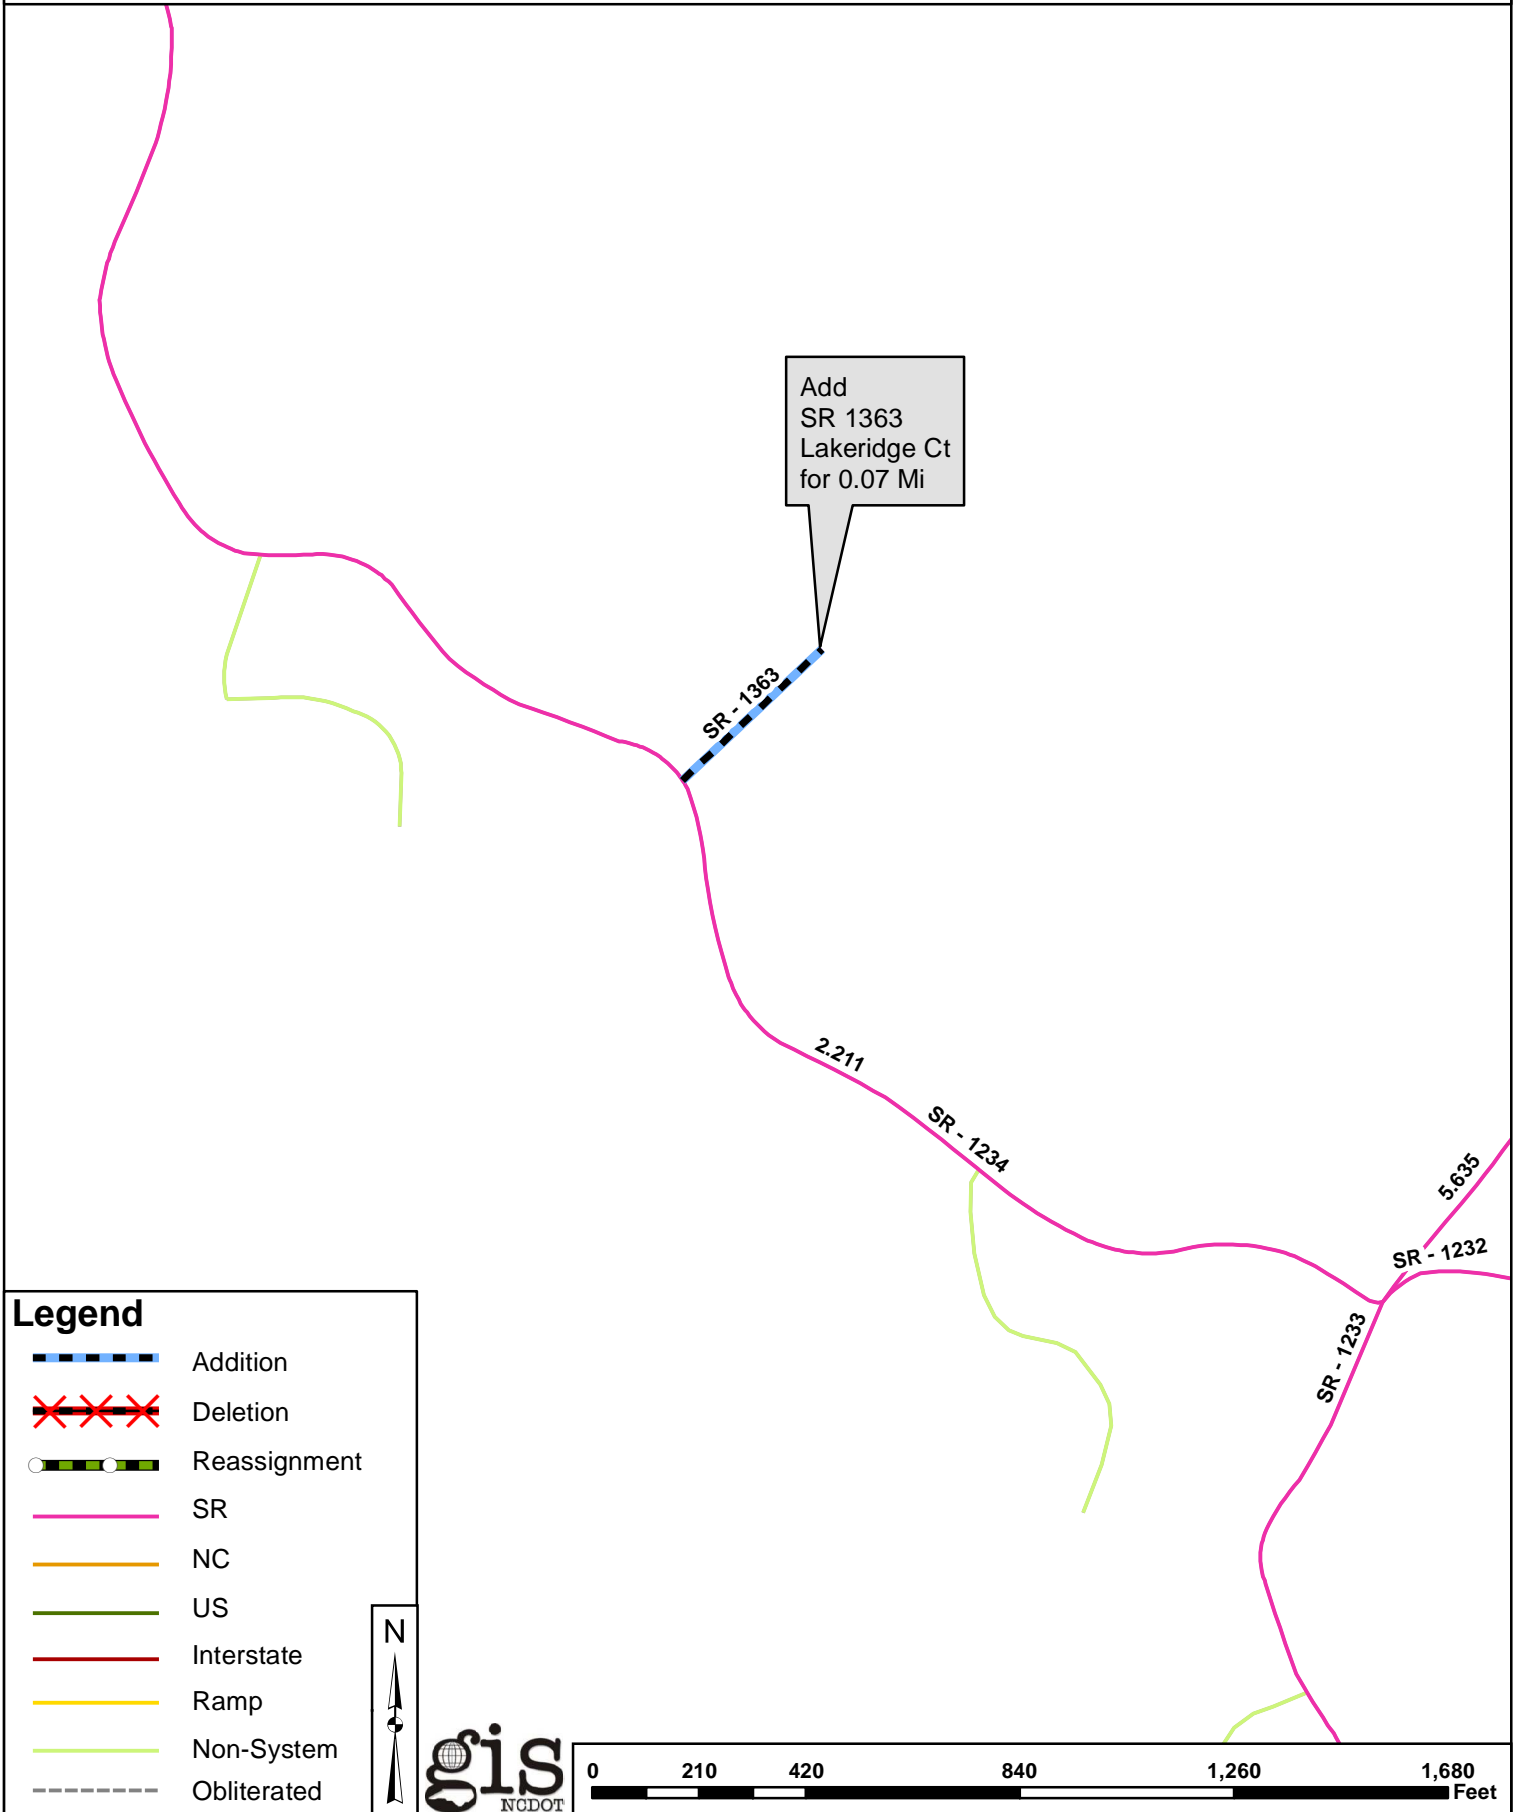 Add
SR 1363
Lakeridge Ct
for 0.07 Mi
SR - 1363
2.211
SR - 1234
5.635
SR - 1232
SR - 1233
Legend
Addition
Deletion
Reassignment
SR
NC
US
Interstate
Ramp
Non-System
Obliterated
N
gis
NCDOT
0 210 420 840 1,260 1,680
Feet